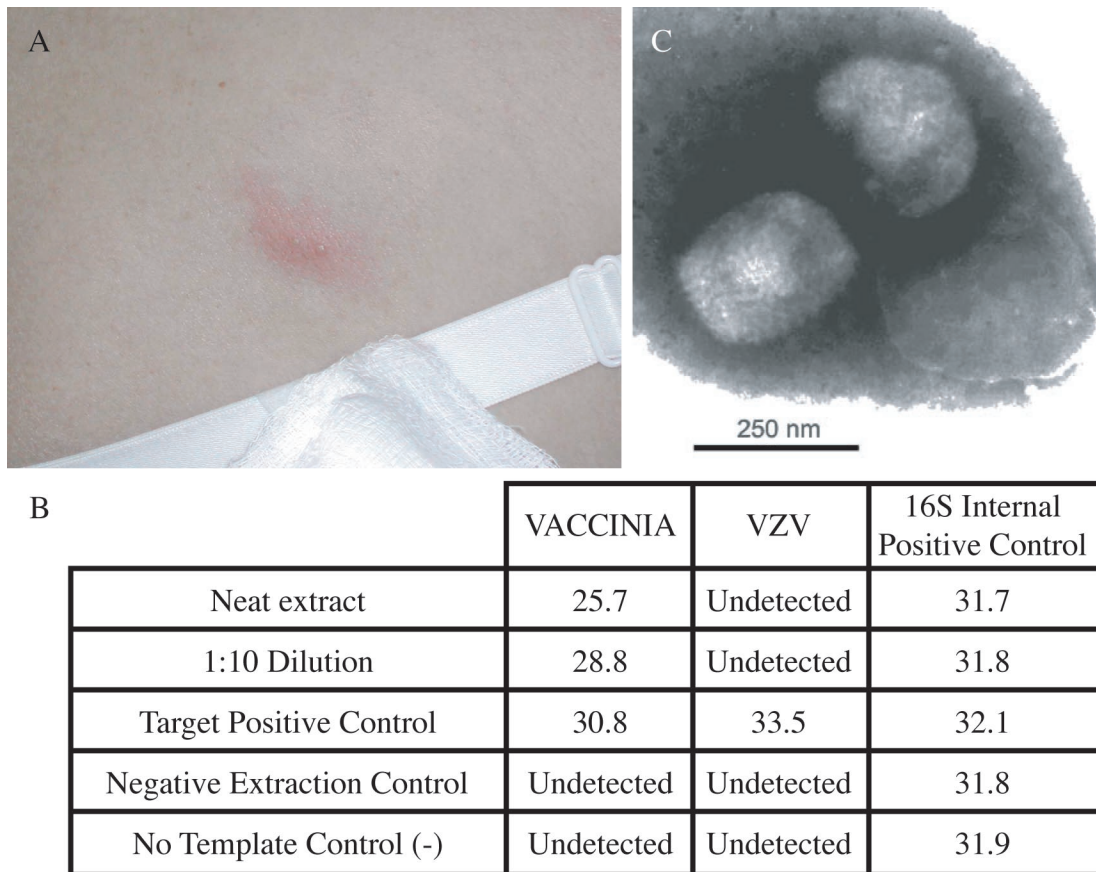 A
C
250 nm
B
VACCINIA VZV 16S Internal Positive Control
Neat extract 25.7 Undetected 31.7
1:10 Dilution 28.8 Undetected 31.8
Target Positive Control 30.8 33.5 32.1
Negative Extraction Control Undetected Undetected 31.8
No Template Control (-) Undetected Undetected 31.9